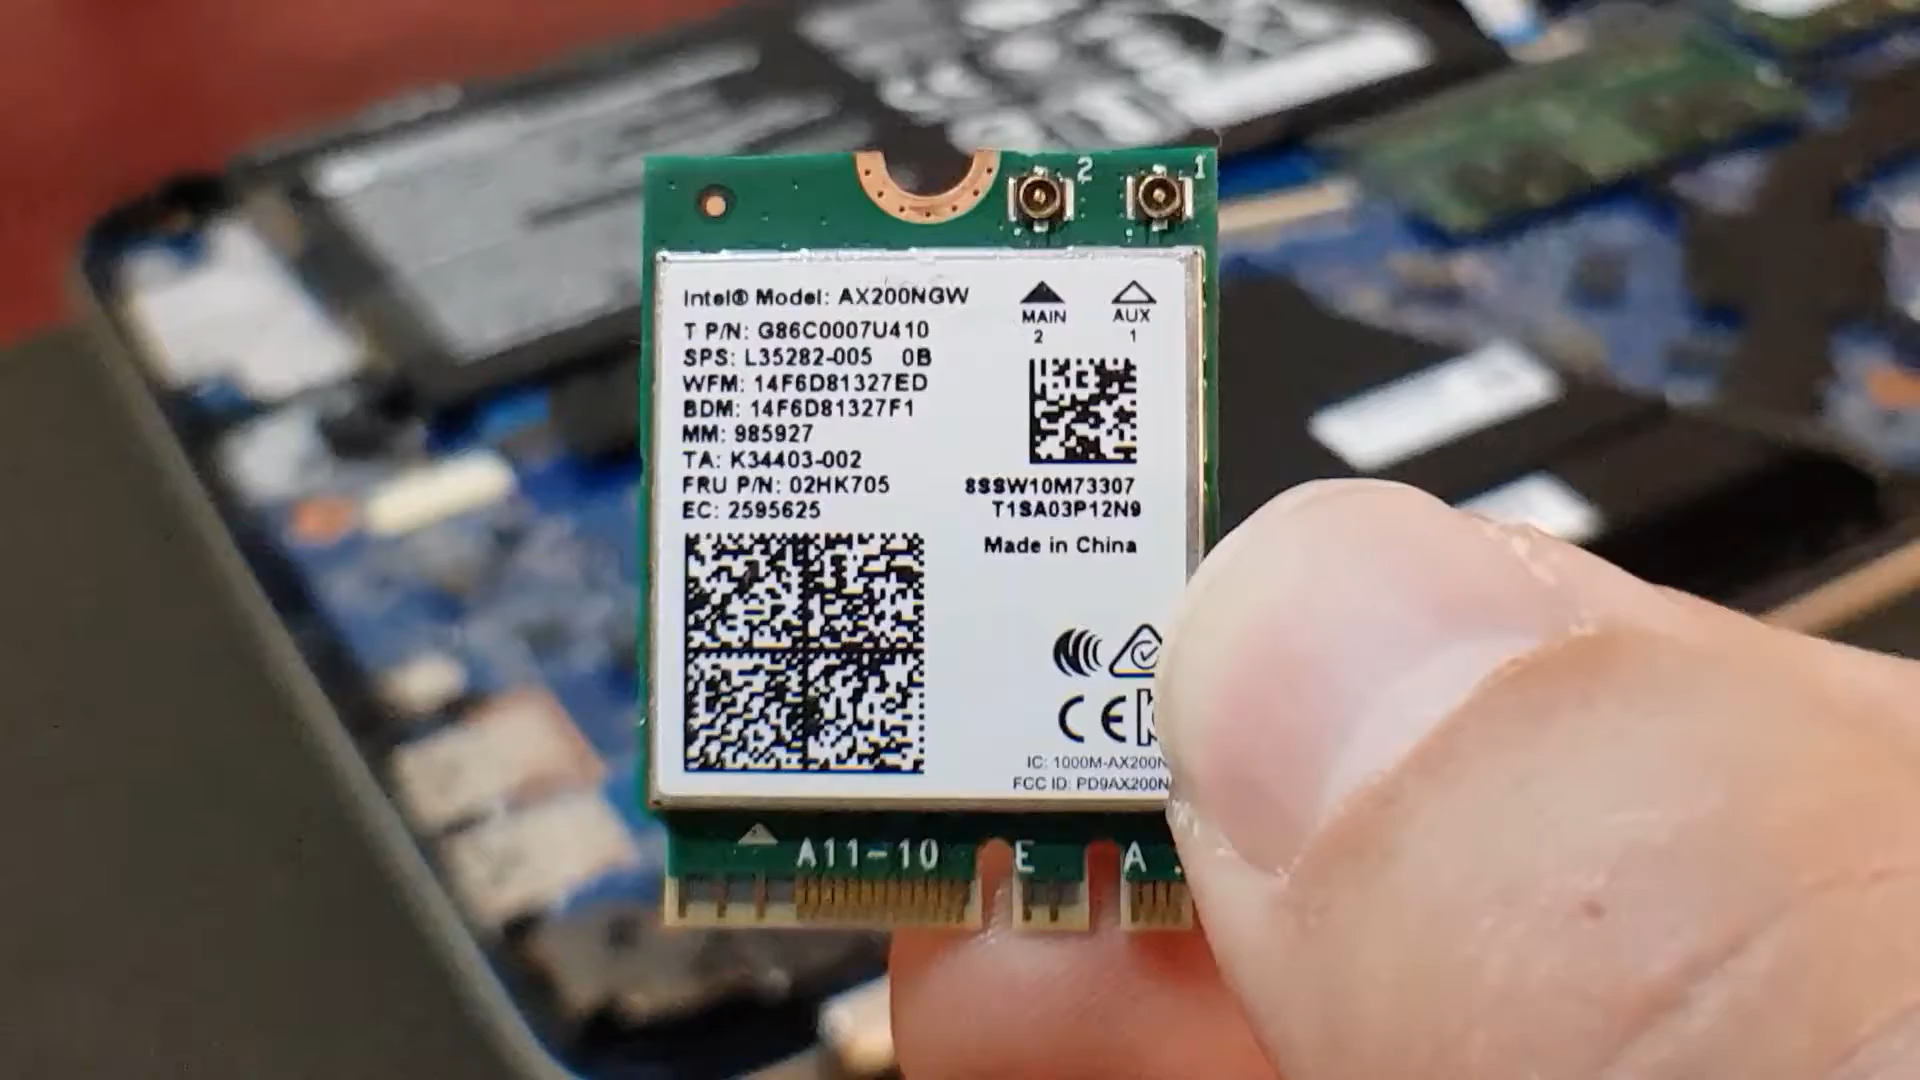 2
1
Intel® Model: AX200NGW
T P/N: G86C0007U410
SPS: L35282-005 0B
WFM: 14F6D81327ED
BDM: 14F6D81327F1
MM: 985927
TA: K34403-002
FRU P/N: 02HK705
EC: 2595625
MAIN
2
AUX
1
8SSW10M73307
T1SA03P12N9
Made in China
CE
IC: 1000M-AX200N
FCC ID: PD9AX200N
A11-10
E
A